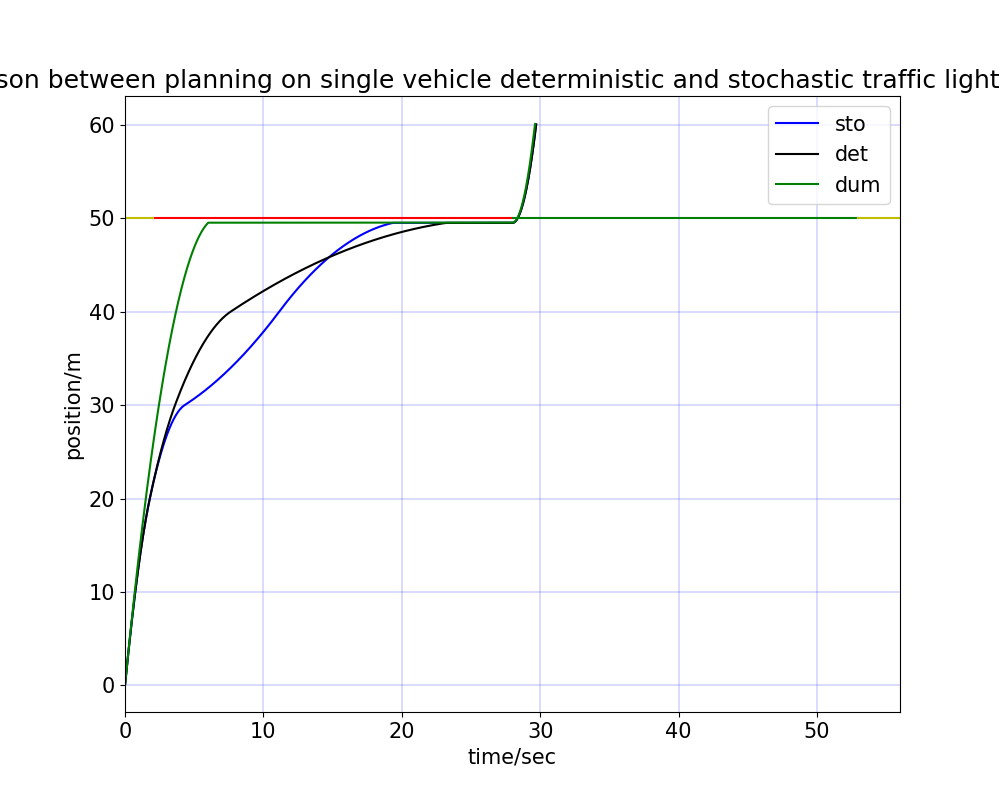 son between planning on single vehicle deterministic and stochastic traffic light
60
50
40
30
20
10
0
position/m
sto
det
dum
0 10 20 30 40 50
time/sec